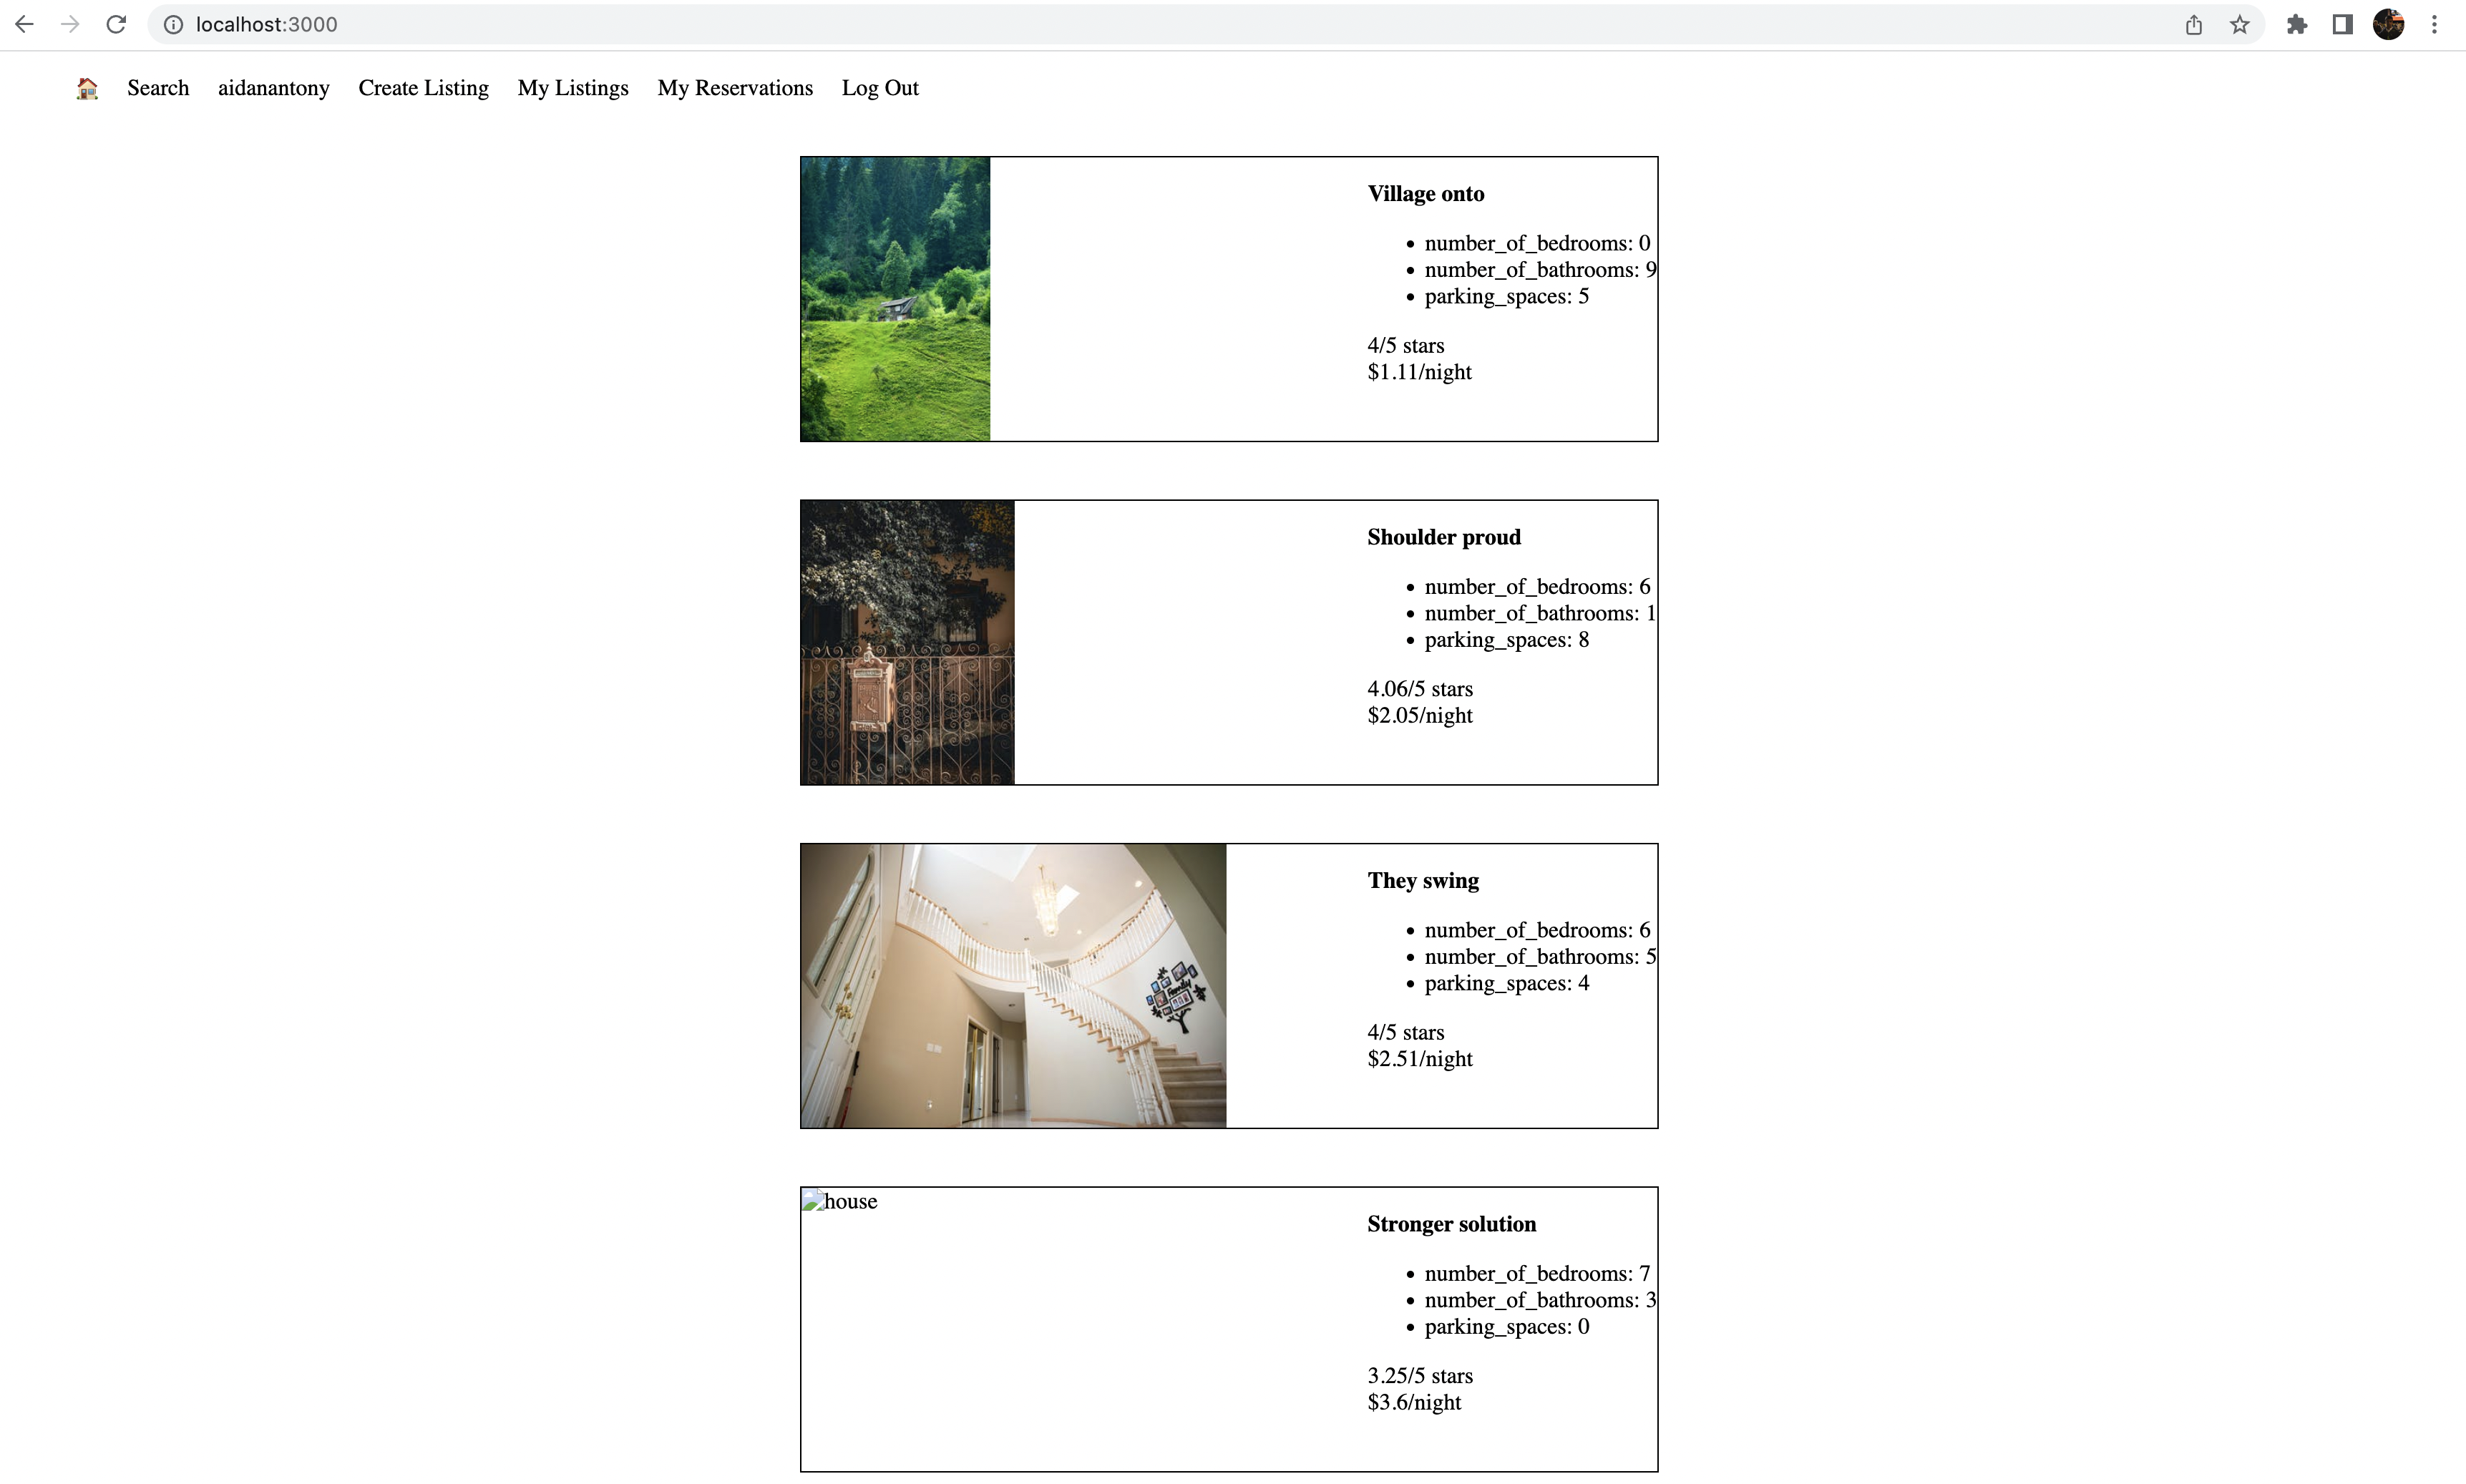 localhost:3000
Search aidanantony Create Listing My Listings My Reservations Log Out
Village onto
• number_of_bedrooms: 0
• number_of_bathrooms: 9
• parking_spaces: 5
4/5 stars
$1.11/night
Shoulder proud
• number_of_bedrooms: 6
• number_of_bathrooms: 1
• parking_spaces: 8
4.06/5 stars
$2.05/night
family
They swing
• number_of_bedrooms: 6
• number_of_bathrooms: 5
• parking_spaces: 4
4/5 stars
$2.51/night
house
Stronger solution
• number_of_bedrooms: 7
• number_of_bathrooms: 3
• parking_spaces: 0
3.25/5 stars
$3.6/night